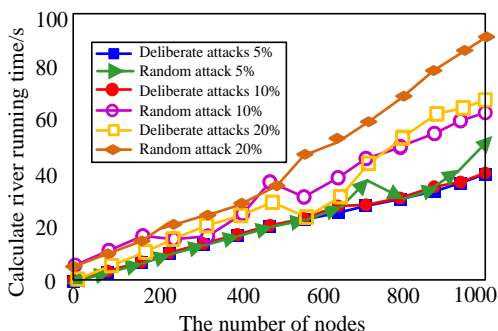 Calculate river running time/s
100
80
60
40
20
0
Deliberate attacks 5%
Random attack 5%
Deliberate attacks 10%
Random attack 10%
Deliberate attacks 20%
Random attack 20%
0 200 400 600 800 1000
The number of nodes